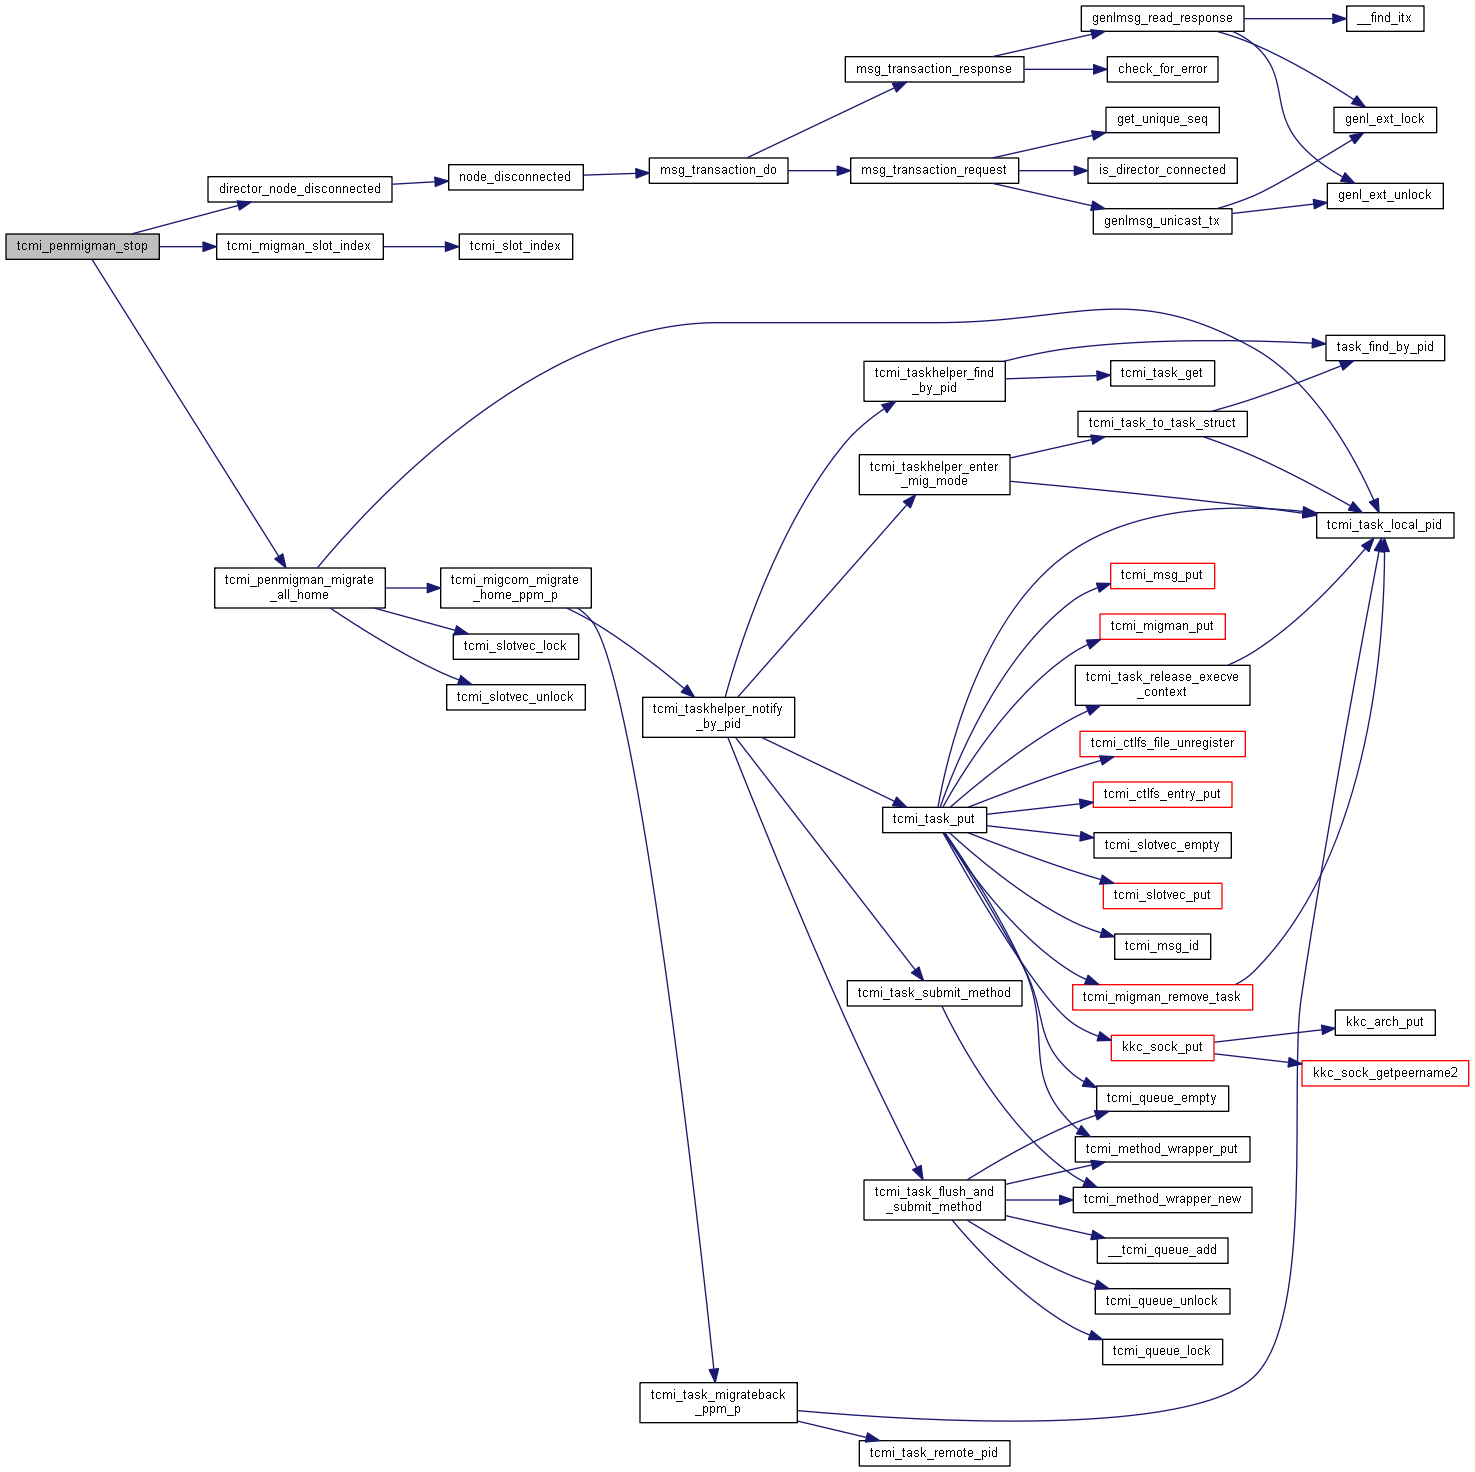 genlmsg_read_response
__find_itx
msg_transaction_response
check_for_error
get_unique_seq
genl_ext_lock
node_disconnected
msg_transaction_do
msg_transaction_request
is_director_connected
director_node_disconnected
genl_ext_unlock
genlmsg_unicast_tx
tcmi_penmigman_stop
tcmi_migman_slot_index
tcmi_slot_index
task_find_by_pid
tcmi_taskhelper_find
_by_pid
tcmi_task_get
tcmi_task_to_task_struct
tcmi_taskhelper_enter
_mig_mode
tcmi_task_local_pid
tcmi_penmigman_migrate
_all_home
tcmi_migcom_migrate
_home_ppm_p
tcmi_msg_put
tcmi_migman_put
tcmi_slotvec_lock
tcmi_task_release_execve
_context
tcmi_slotvec_unlock
tcmi_taskhelper_notify
_by_pid
tcmi_ctlfs_file_unregister
tcmi_ctlfs_entry_put
tcmi_task_put
tcmi_slotvec_empty
tcmi_slotvec_put
tcmi_msg_id
tcmi_task_submit_method
tcmi_migman_remove_task
kkc_arch_put
kkc_sock_put
kkc_sock_getpeername2
tcmi_queue_empty
tcmi_method_wrapper_put
tcmi_task_flush_and
_submit_method
tcmi_method_wrapper_new
__tcmi_queue_add
tcmi_queue_unlock
tcmi_queue_lock
tcmi_task_migrateback
_ppm_p
tcmi_task_remote_pid